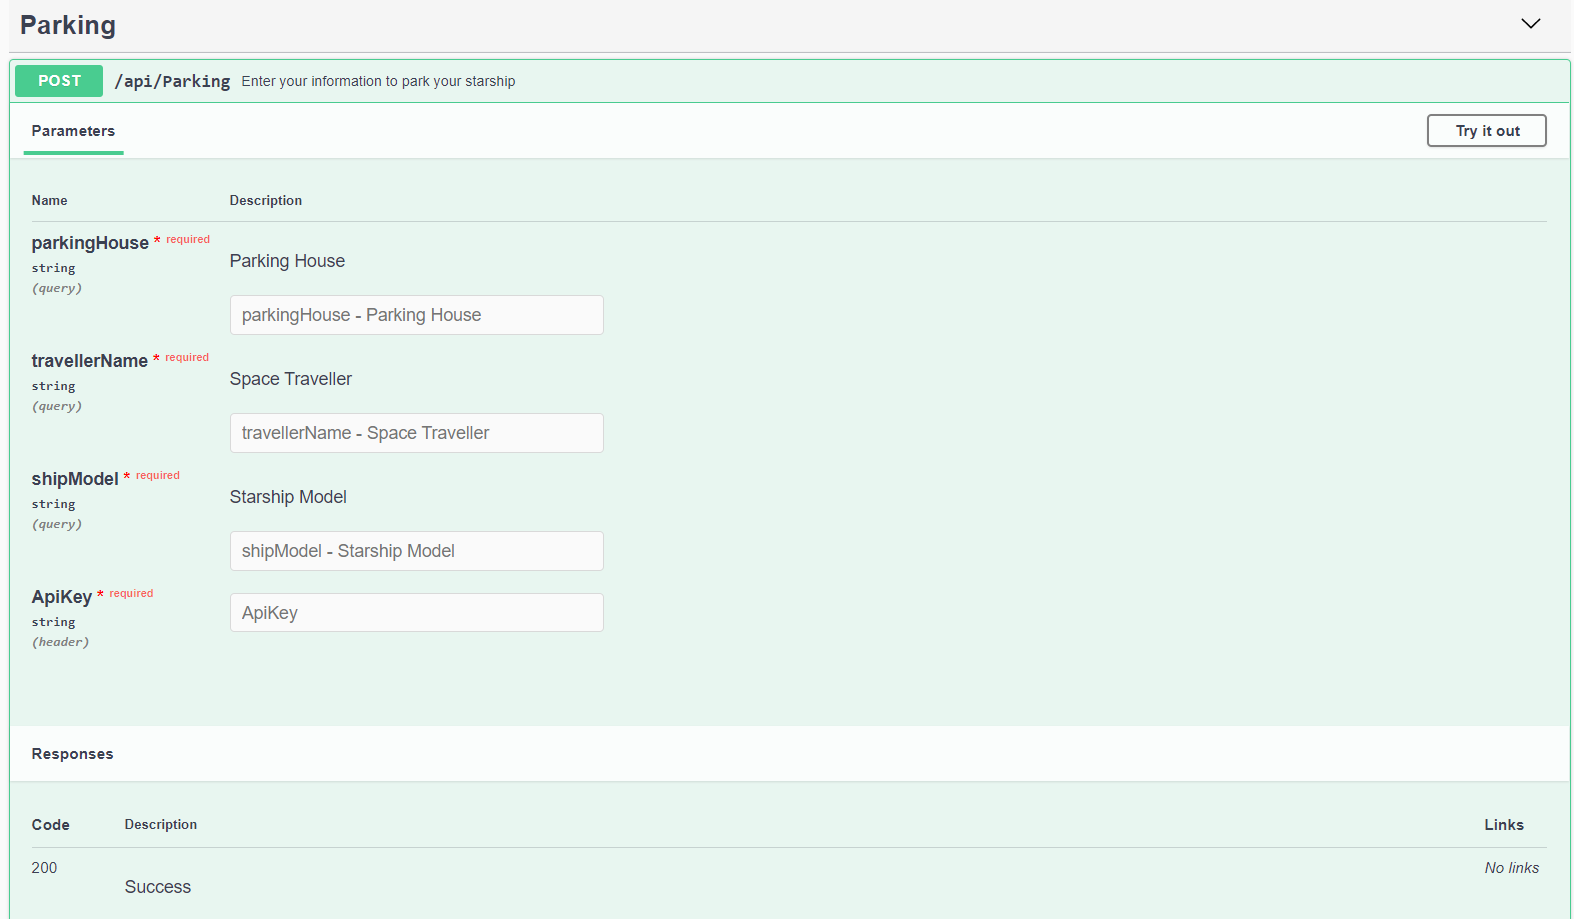 Parking
POST /api/Parking Enter your information to park your starship
Parameters Try it out
Name Description
parkingHouse * required
string
(query)
Parking House
parkingHouse - Parking House
travellerName * required
string
(query)
Space Traveller
travellerName - Space Traveller
shipModel * required
string
(query)
Starship Model
shipModel - Starship Model
ApiKey * required
string
(header)
ApiKey
Responses
Code Description Links
200 No links
Success